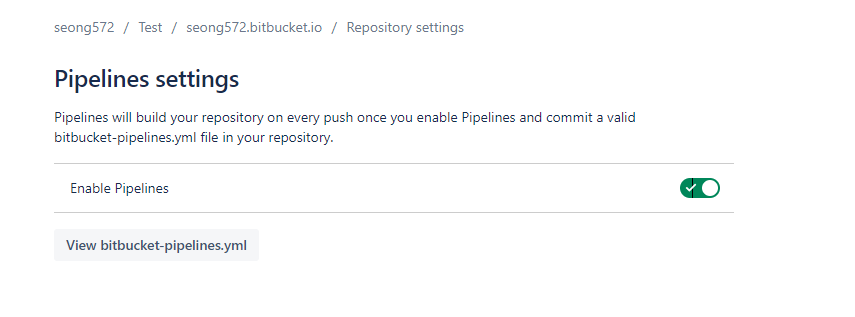 seong572 / Test / seong572.bitbucket.io / Repository settings
Pipelines settings
Pipelines will build your repository on every push once you enable Pipelines and commit a valid
bitbucket-pipelines.yml file in your repository.
Enable Pipelines
View bitbucket-pipelines.yml